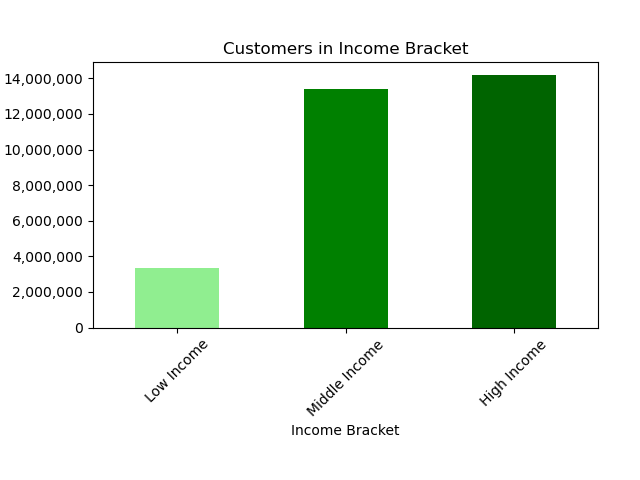 Customers in Income Bracket
14,000,000
12,000,000
10,000,000
8,000,000
6,000,000
4,000,000
2,000,000
0
Low Income
Middle Income
High Income
Income Bracket